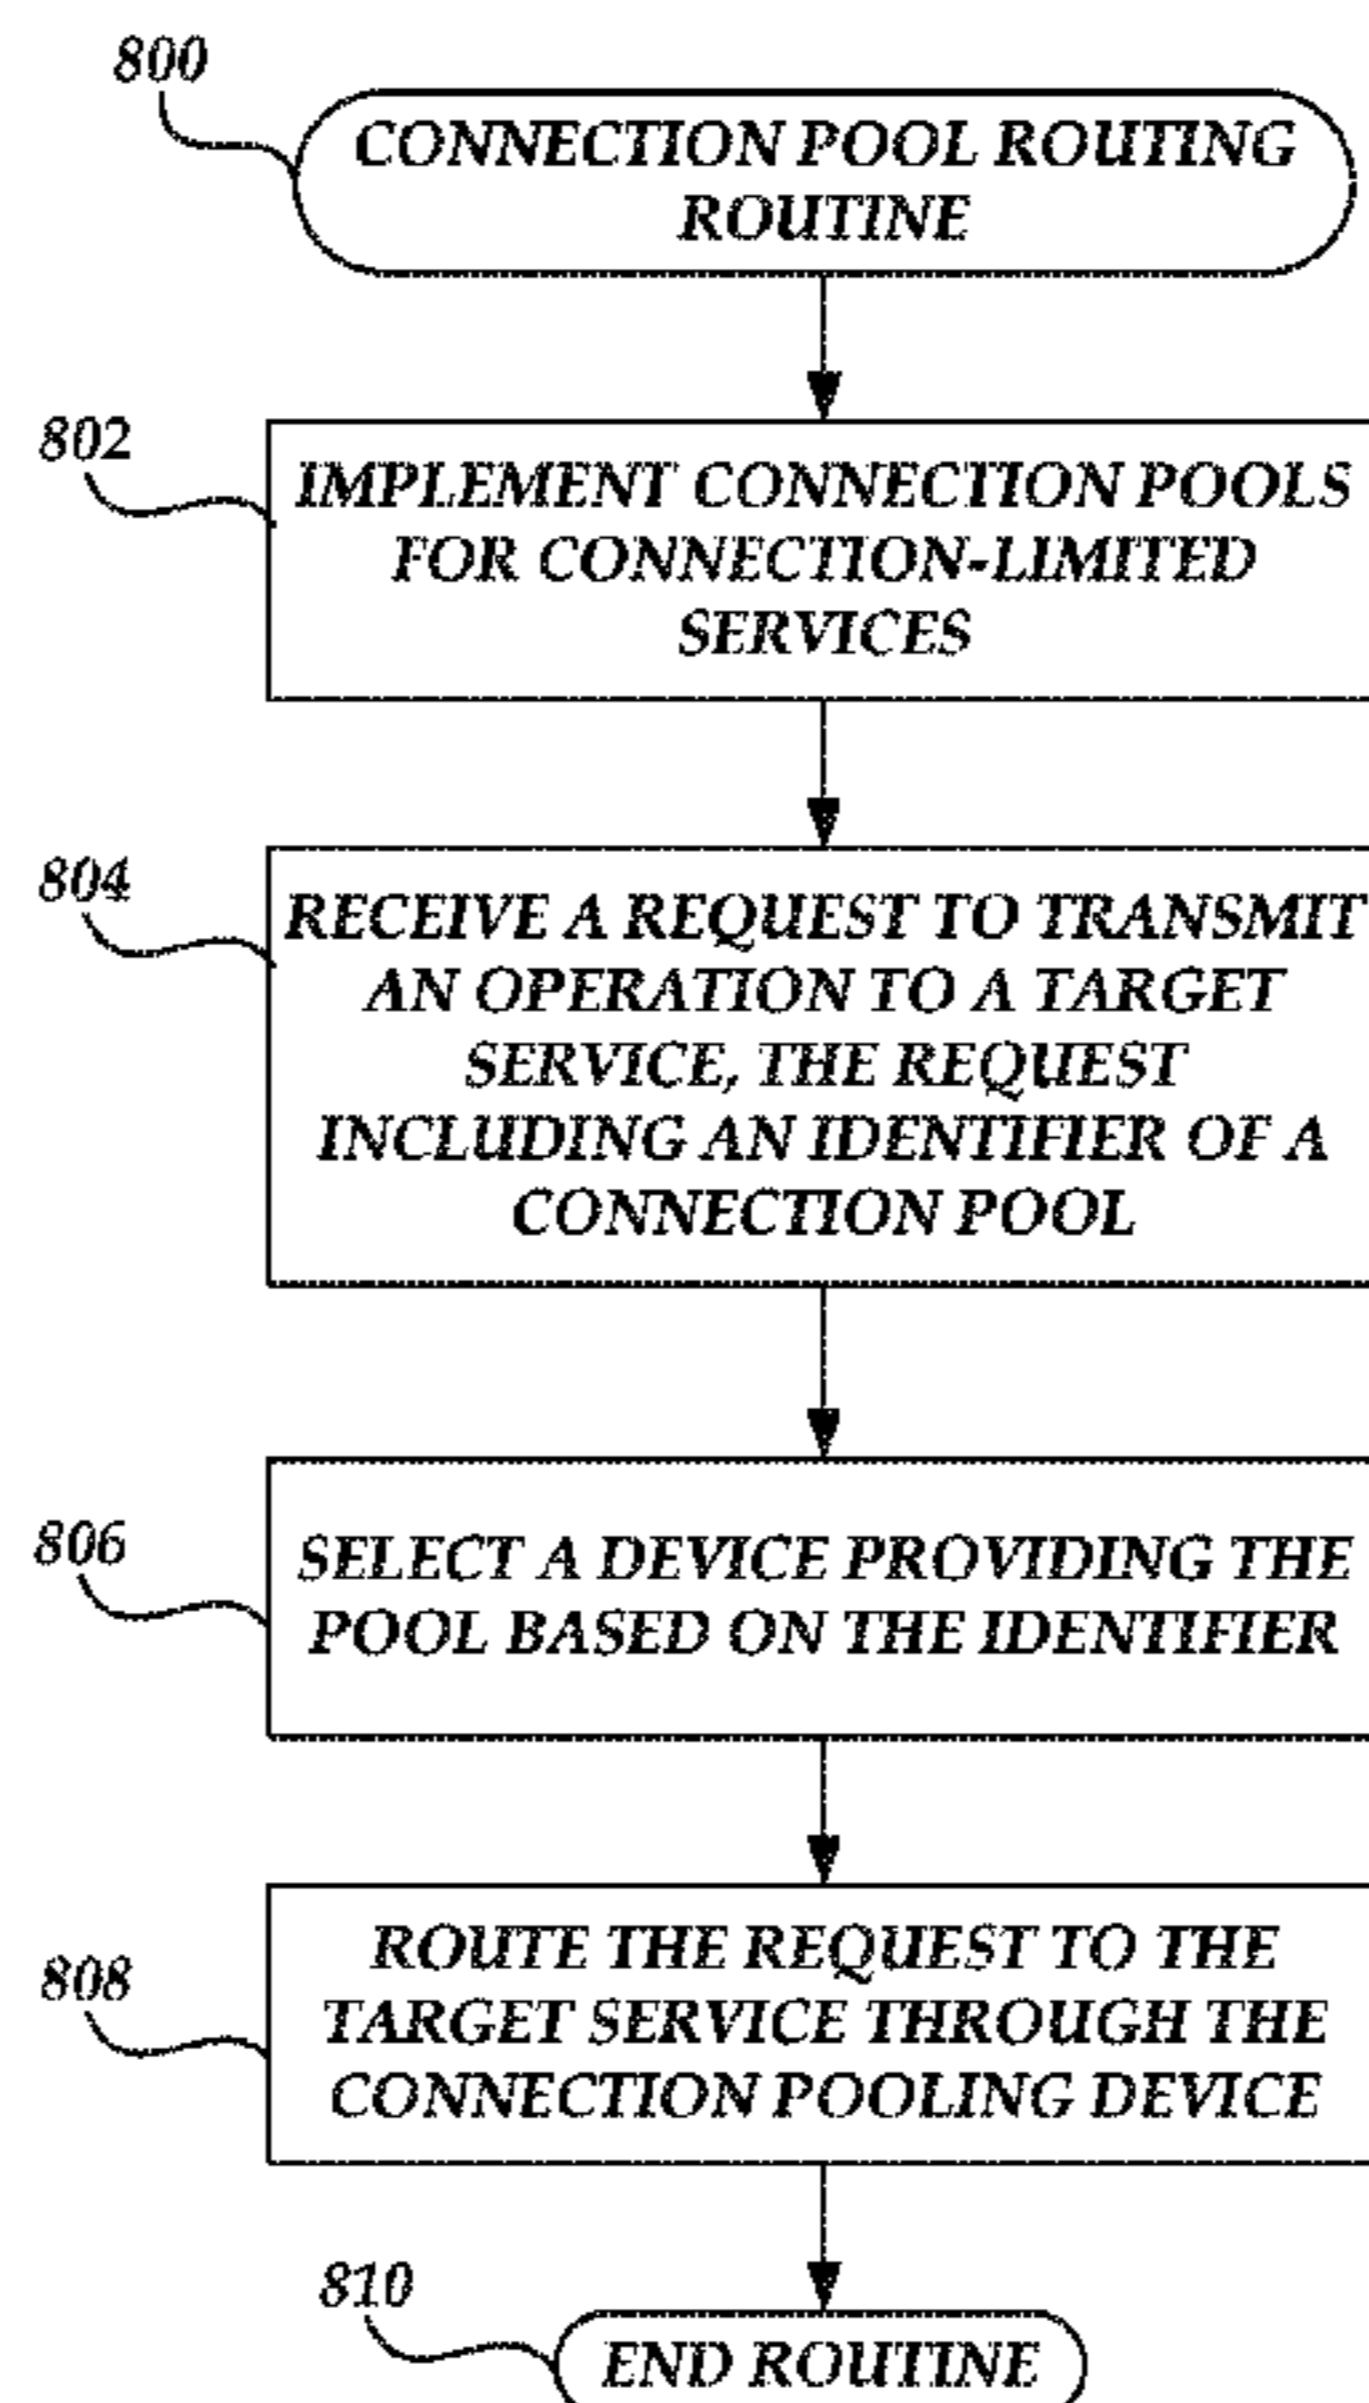 800
CONNECTION POOL ROUTING
ROUTINE
802
IMPLEMENT CONNECTION POOLS
FOR CONNECTION-LIMITED
SERVICES
804
RECEIVE A REQUEST TO TRANSMIT
AN OPERATION TO A TARGET
SERVICE, THE REQUEST
INCLUDING AN IDENTIFIER OF A
CONNECTION POOL
806
SELECT A DEVICE PROVIDING THE
POOL BASED ON THE IDENTIFIER
808
ROUTE THE REQUEST TO THE
TARGET SERVICE THROUGH THE
CONNECTION POOLING DEVICE
810
END ROUTINE